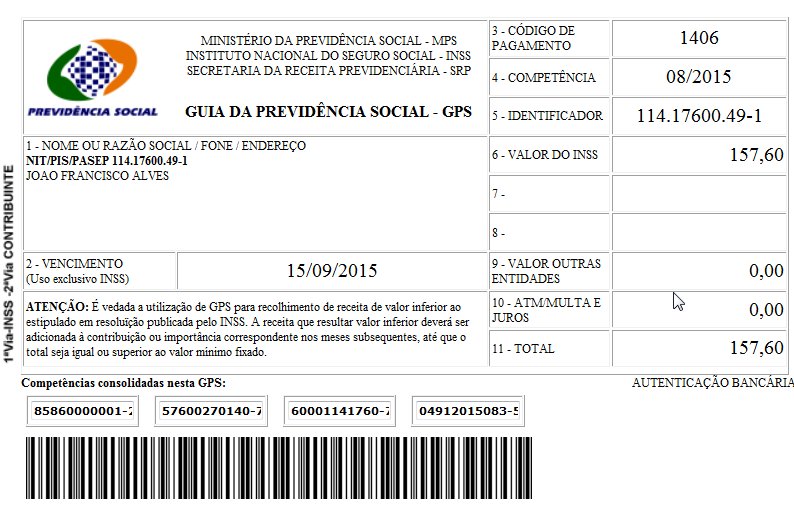 PREVIDÊNCIA SOCIAL
MINISTÉRIO DA PREVIDÊNCIA SOCIAL - MPS
INSTITUTO NACIONAL DO SEGURO SOCIAL - INSS
SECRETARIA DA RECEITA PREVIDENCIÁRIA - SRP
GUIA DA PREVIDÊNCIA SOCIAL - GPS
3 - CÓDIGO DE
PAGAMENTO
1406
4 - COMPETÊNCIA
08/2015
5 - IDENTIFICADOR
114.17600.49-1
1 - NOME OU RAZÃO SOCIAL / FONE / ENDEREÇO
NIT/PIS/PASEP 114.17600.49-1
JOAO FRANCISCO ALVES
6 - VALOR DO INSS
157,60
7 -
8 -
2 - VENCIMENTO
(Uso exclusivo INSS)
15/09/2015
9 - VALOR OUTRAS
ENTIDADES
0,00
ATENÇÃO: É vedada a utilização de GPS para recolhimento de receita de valor inferior ao
estipulado em resoluïção publicada pelo INSS. A receita que resultar valor inferior deverá ser
adicionada à contribuição ou importância correspondente nos meses subsequentes, até que o
total seja igual ou superior ao valor mínimo fixado.
10 - ATM/MULTA E
JUROS
0,00
11 - TOTAL
157,60
1ªVia-INSS -2ªVia CONTRIBUINTE
Competências consolidadas nesta GPS:
AUTENTICAÇÃO BANCÁRIA
85860000001-2
57600270140-7
60001141760-7
04912015083-5